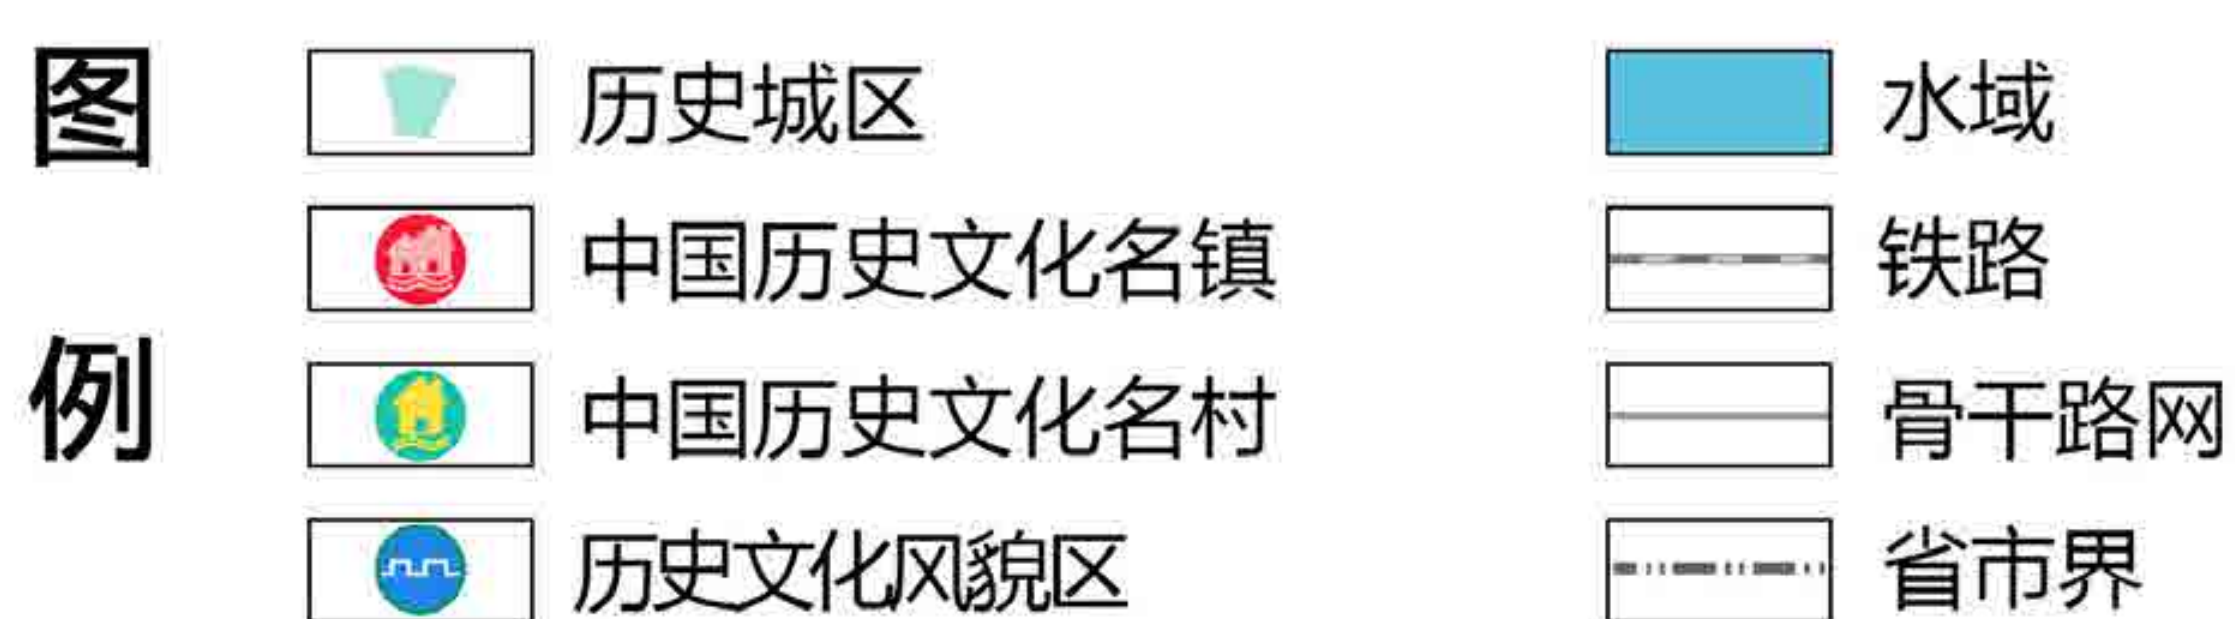 图例
历史城区
中国历史文化名镇
中国历史文化名村
历史文化风貌区
水域
铁路
骨干路网
省市界